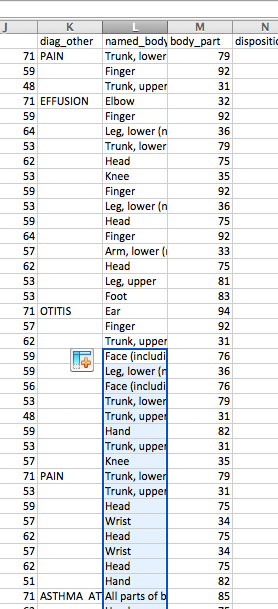 J K L M N
diag_other named_body body_part dispositi
71 PAIN Trunk, lower 79
59 Finger 92
48 Trunk, upper 31
71 EFFUSION Elbow 32
59 Finger 92
64 Leg, lower (n 36
53 Trunk, lower 79
62 Head 75
53 Knee 35
59 Finger 92
53 Leg, lower (n 36
59 Head 75
64 Finger 92
57 Arm, lower (n 33
62 Head 75
53 Leg, upper 81
53 Foot 83
71 OTITIS Ear 94
57 Finger 92
62 Trunk, upper 31
59 Face (includi 76
59 Leg, lower (n 36
56 Face (includi 76
53 Trunk, lower 79
48 Trunk, upper 31
59 Hand 82
53 Trunk, upper 31
57 Knee 35
71 PAIN Trunk, lower 79
53 Trunk, upper 31
59 Head 75
57 Wrist 34
62 Head 75
57 Wrist 34
62 Head 75
51 Hand 82
71 ASTHMA AT All parts of b 85